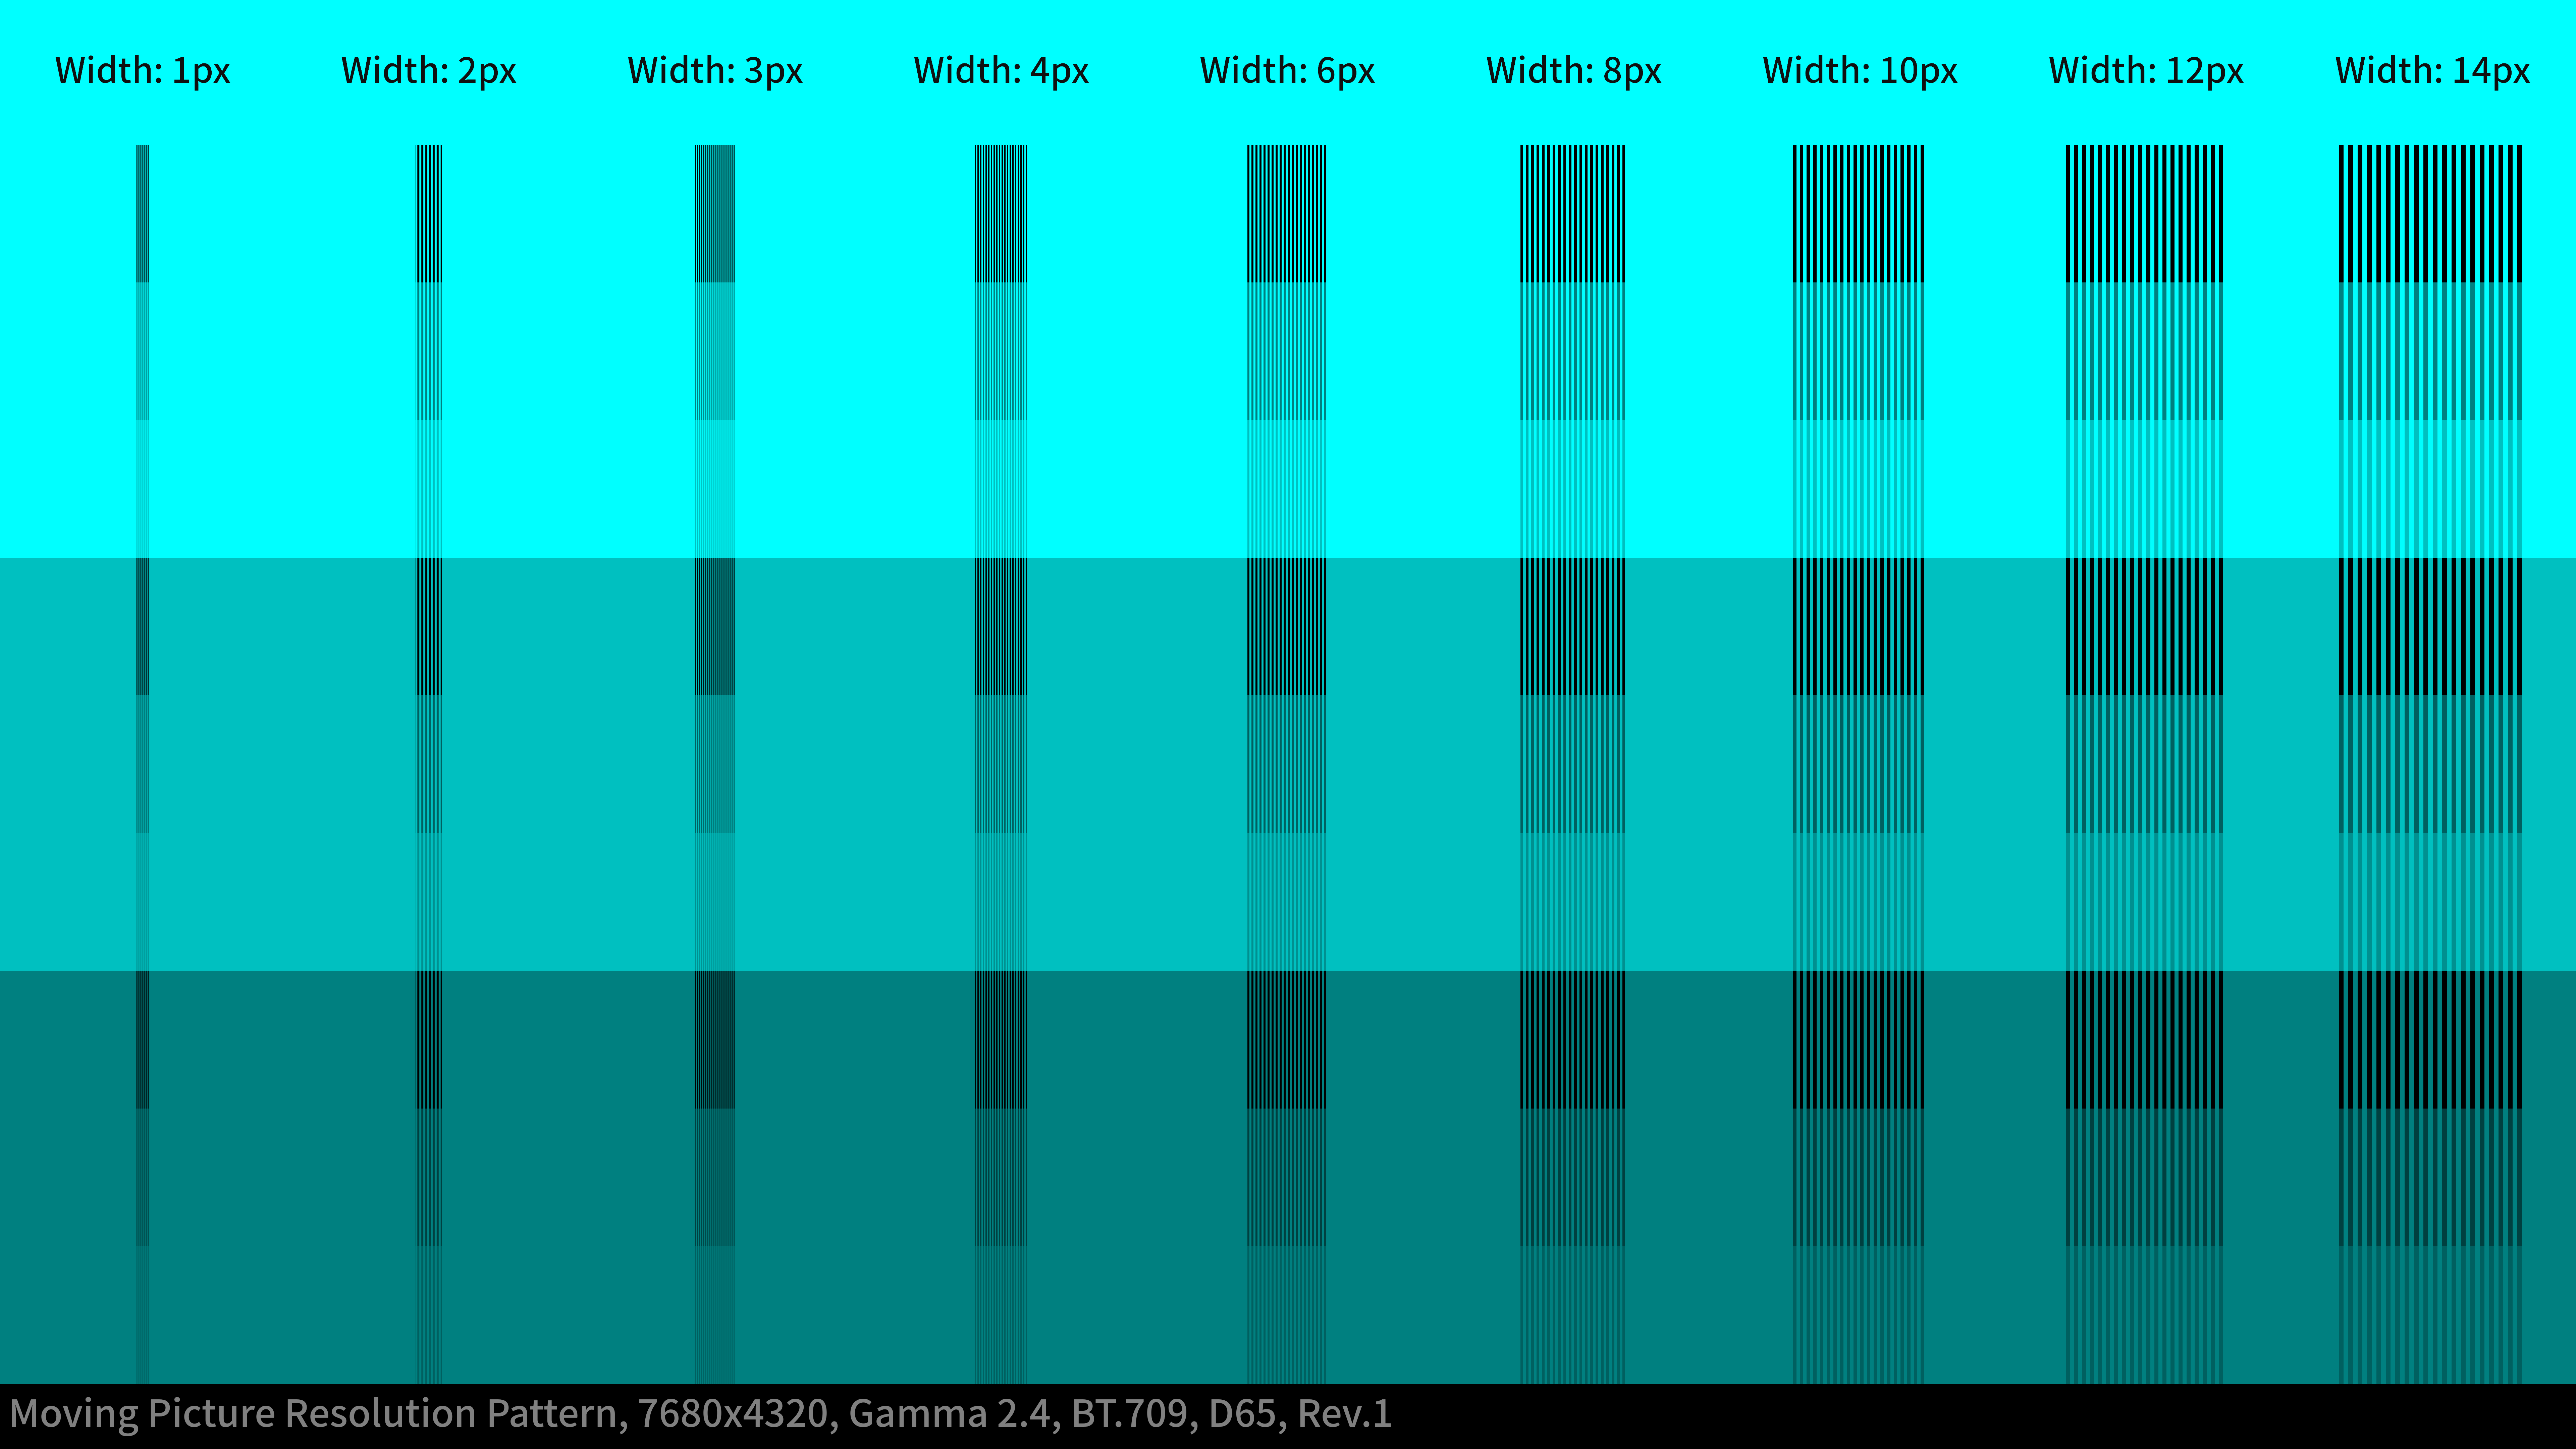 Width: 1px Width: 2px Width: 3px Width: 4px Width: 6px Width: 8px Width: 10px Width: 12px Width: 14px
Moving Picture Resolution Pattern, 7680x4320, Gamma 2.4, BT.709, D65, Rev.1